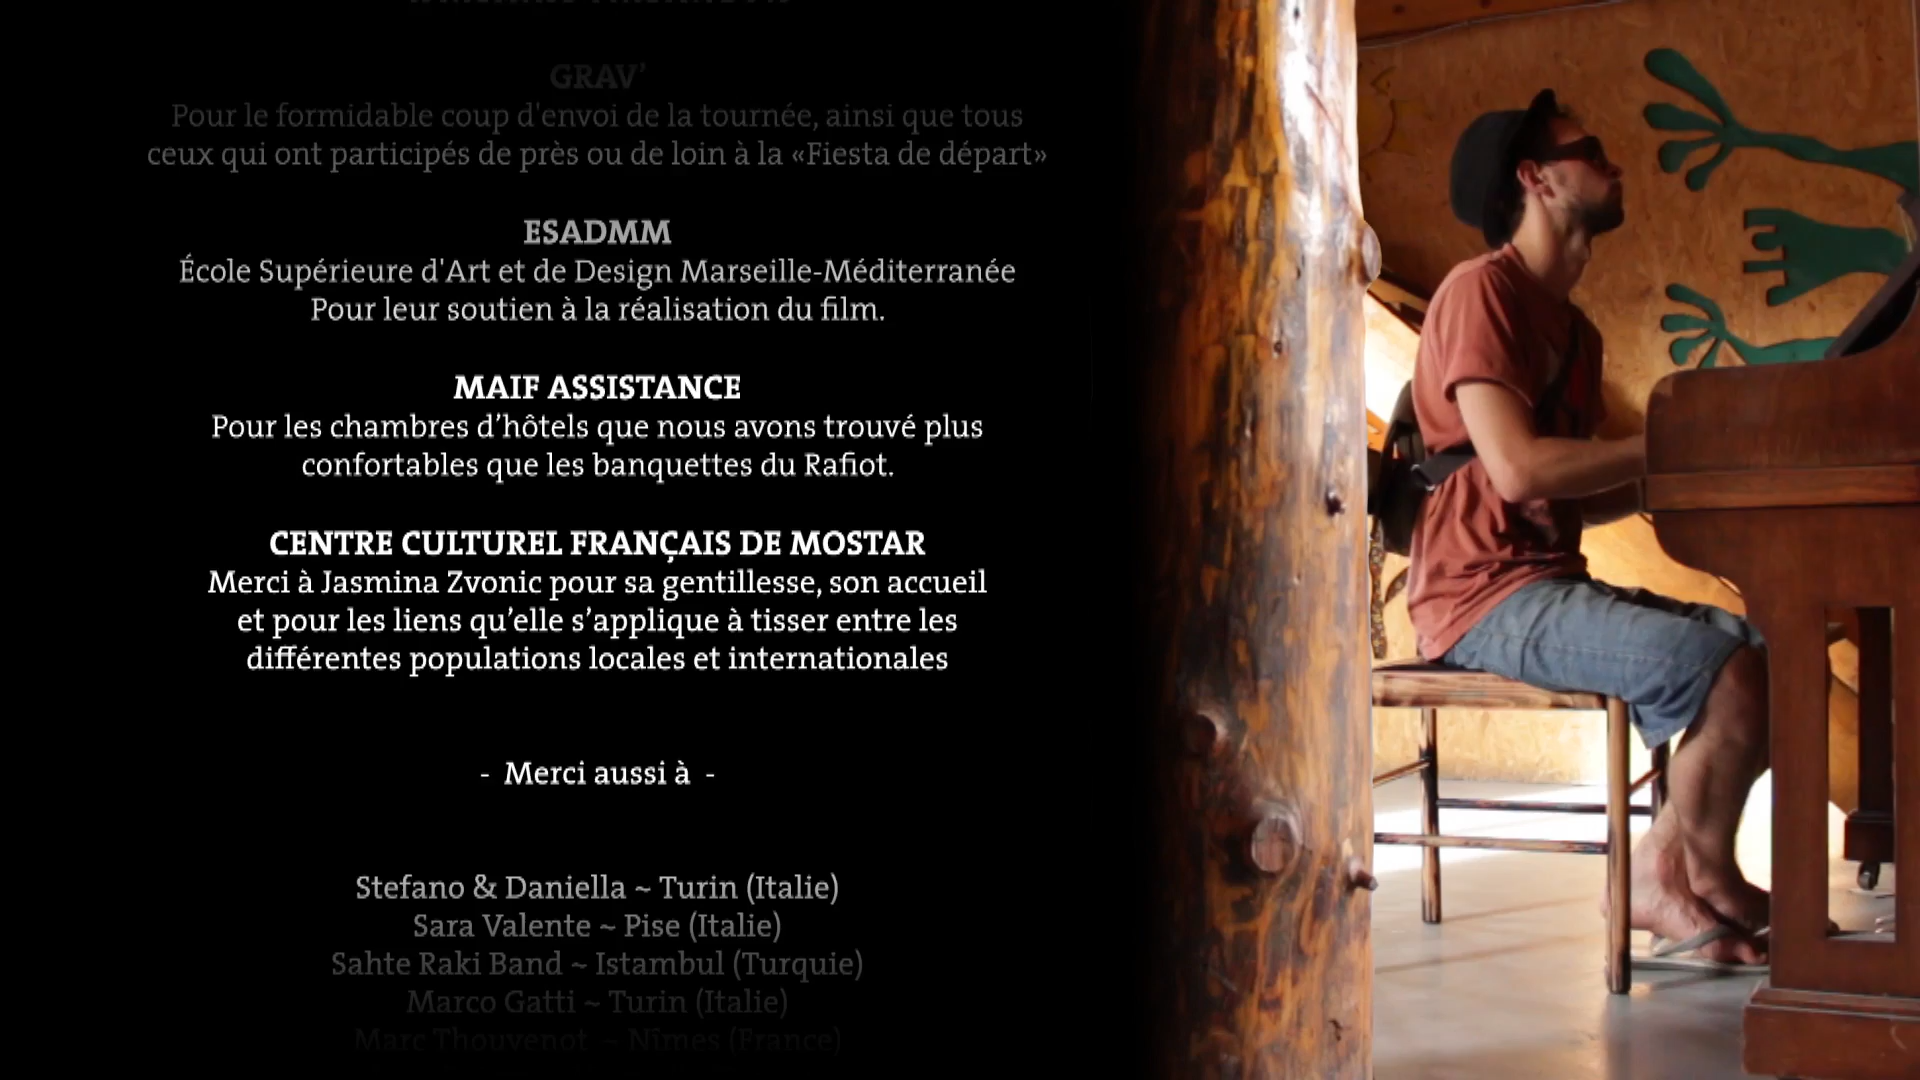 GRAV’
Pour le formidable coup d'envoi de la tournée, ainsi que tous
ceux qui ont participés de près ou de loin à la «Fiesta de départ»
ESADMM
École Supérieure d'Art et de Design Marseille-Méditerranée
Pour leur soutien à la réalisation du film.
MAIF ASSISTANCE
Pour les chambres d’hôtels que nous avons trouvé plus
confortables que les banquettes du Rafiot.
CENTRE CULTUREL FRANÇAIS DE MOSTAR
Merci à Jasmina Zvonic pour sa gentillesse, son accueil
et pour les liens qu’elle s’applique à tisser entre les
différentes populations locales et internationales
- Merci aussi à -
Stefano & Daniella ~ Turin (Italie)
Sara Valente ~ Pise (Italie)
Sahte Raki Band ~ Istambul (Turquie)
Marco Gatti ~ Turin (Italie)
Marc Thouvenot ~ Nîmes (France)